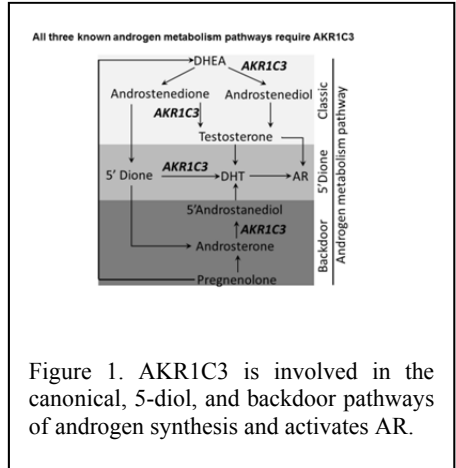 All three known androgen metabolism pathways require AKR1C3
DHEA AKR1C3
Androstenedione Androstenediol
AKR1C3
Testosterone
5' Dione AKR1C3 DHT AR
5'Androstanediol
AKR1C3
Androsterone
Pregnenolone
Classic
5'Dione
Backdoor
Androgen metabolism pathway
Figure 1. AKR1C3 is involved in the
canonical, 5-diol, and backdoor pathways
of androgen synthesis and activates AR.